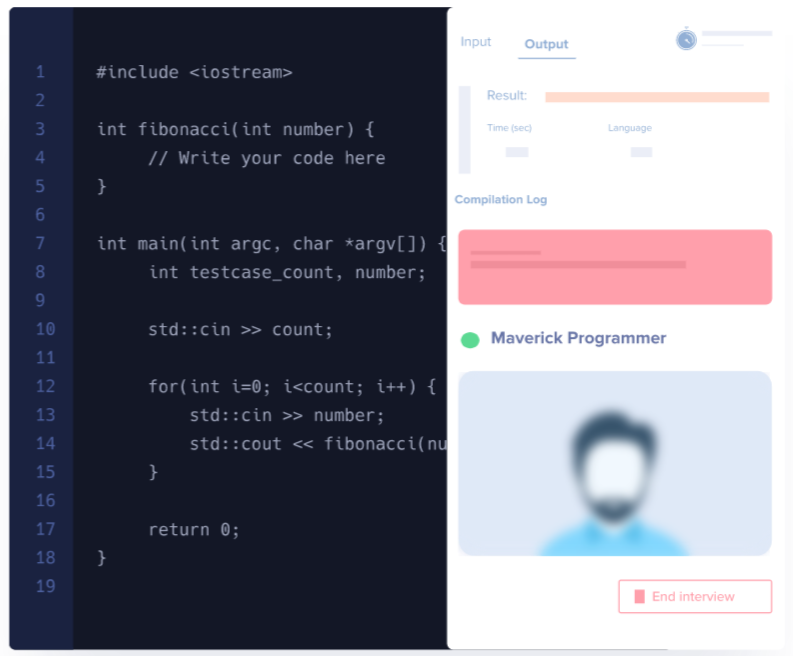 1 #include <iostream>
2
3 int fibonacci(int number) {
4 // Write your code here
5 }
6
7 int main(int argc, char *argv[]) {
8 int testcase_count, number;
9
10 std::cin >> count;
11
12 for(int i=0; i<count; i++) {
13 std::cin >> number;
14 std::cout << fibonacci(nu
15 }
16
17 return 0;
18 }
19
Input Output
Result:
Time (sec) Language
Compilation Log
Maverick Programmer
End interview